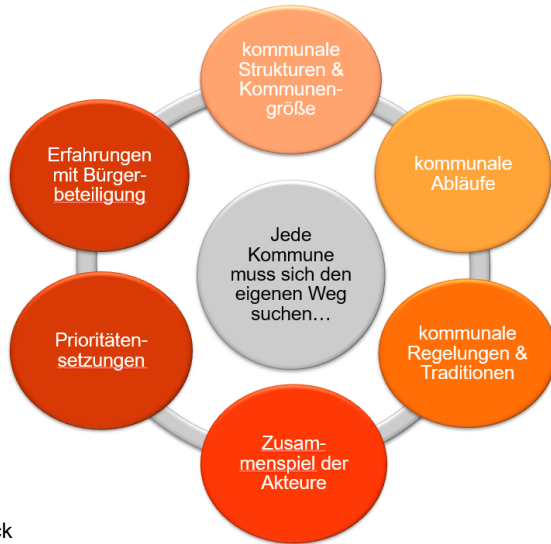 kommunale
Strukturen &
Kommunen-
größe
kommunale
Abläufe
kommunale
Regelungen &
Traditionen
Zusam-
menspiel der
Akteure
Prioritäten-
setzungen
Erfahrungen
mit Bürger-
beteiligung
Jede
Kommune
muss sich den
eigenen Weg
suchen…
ck